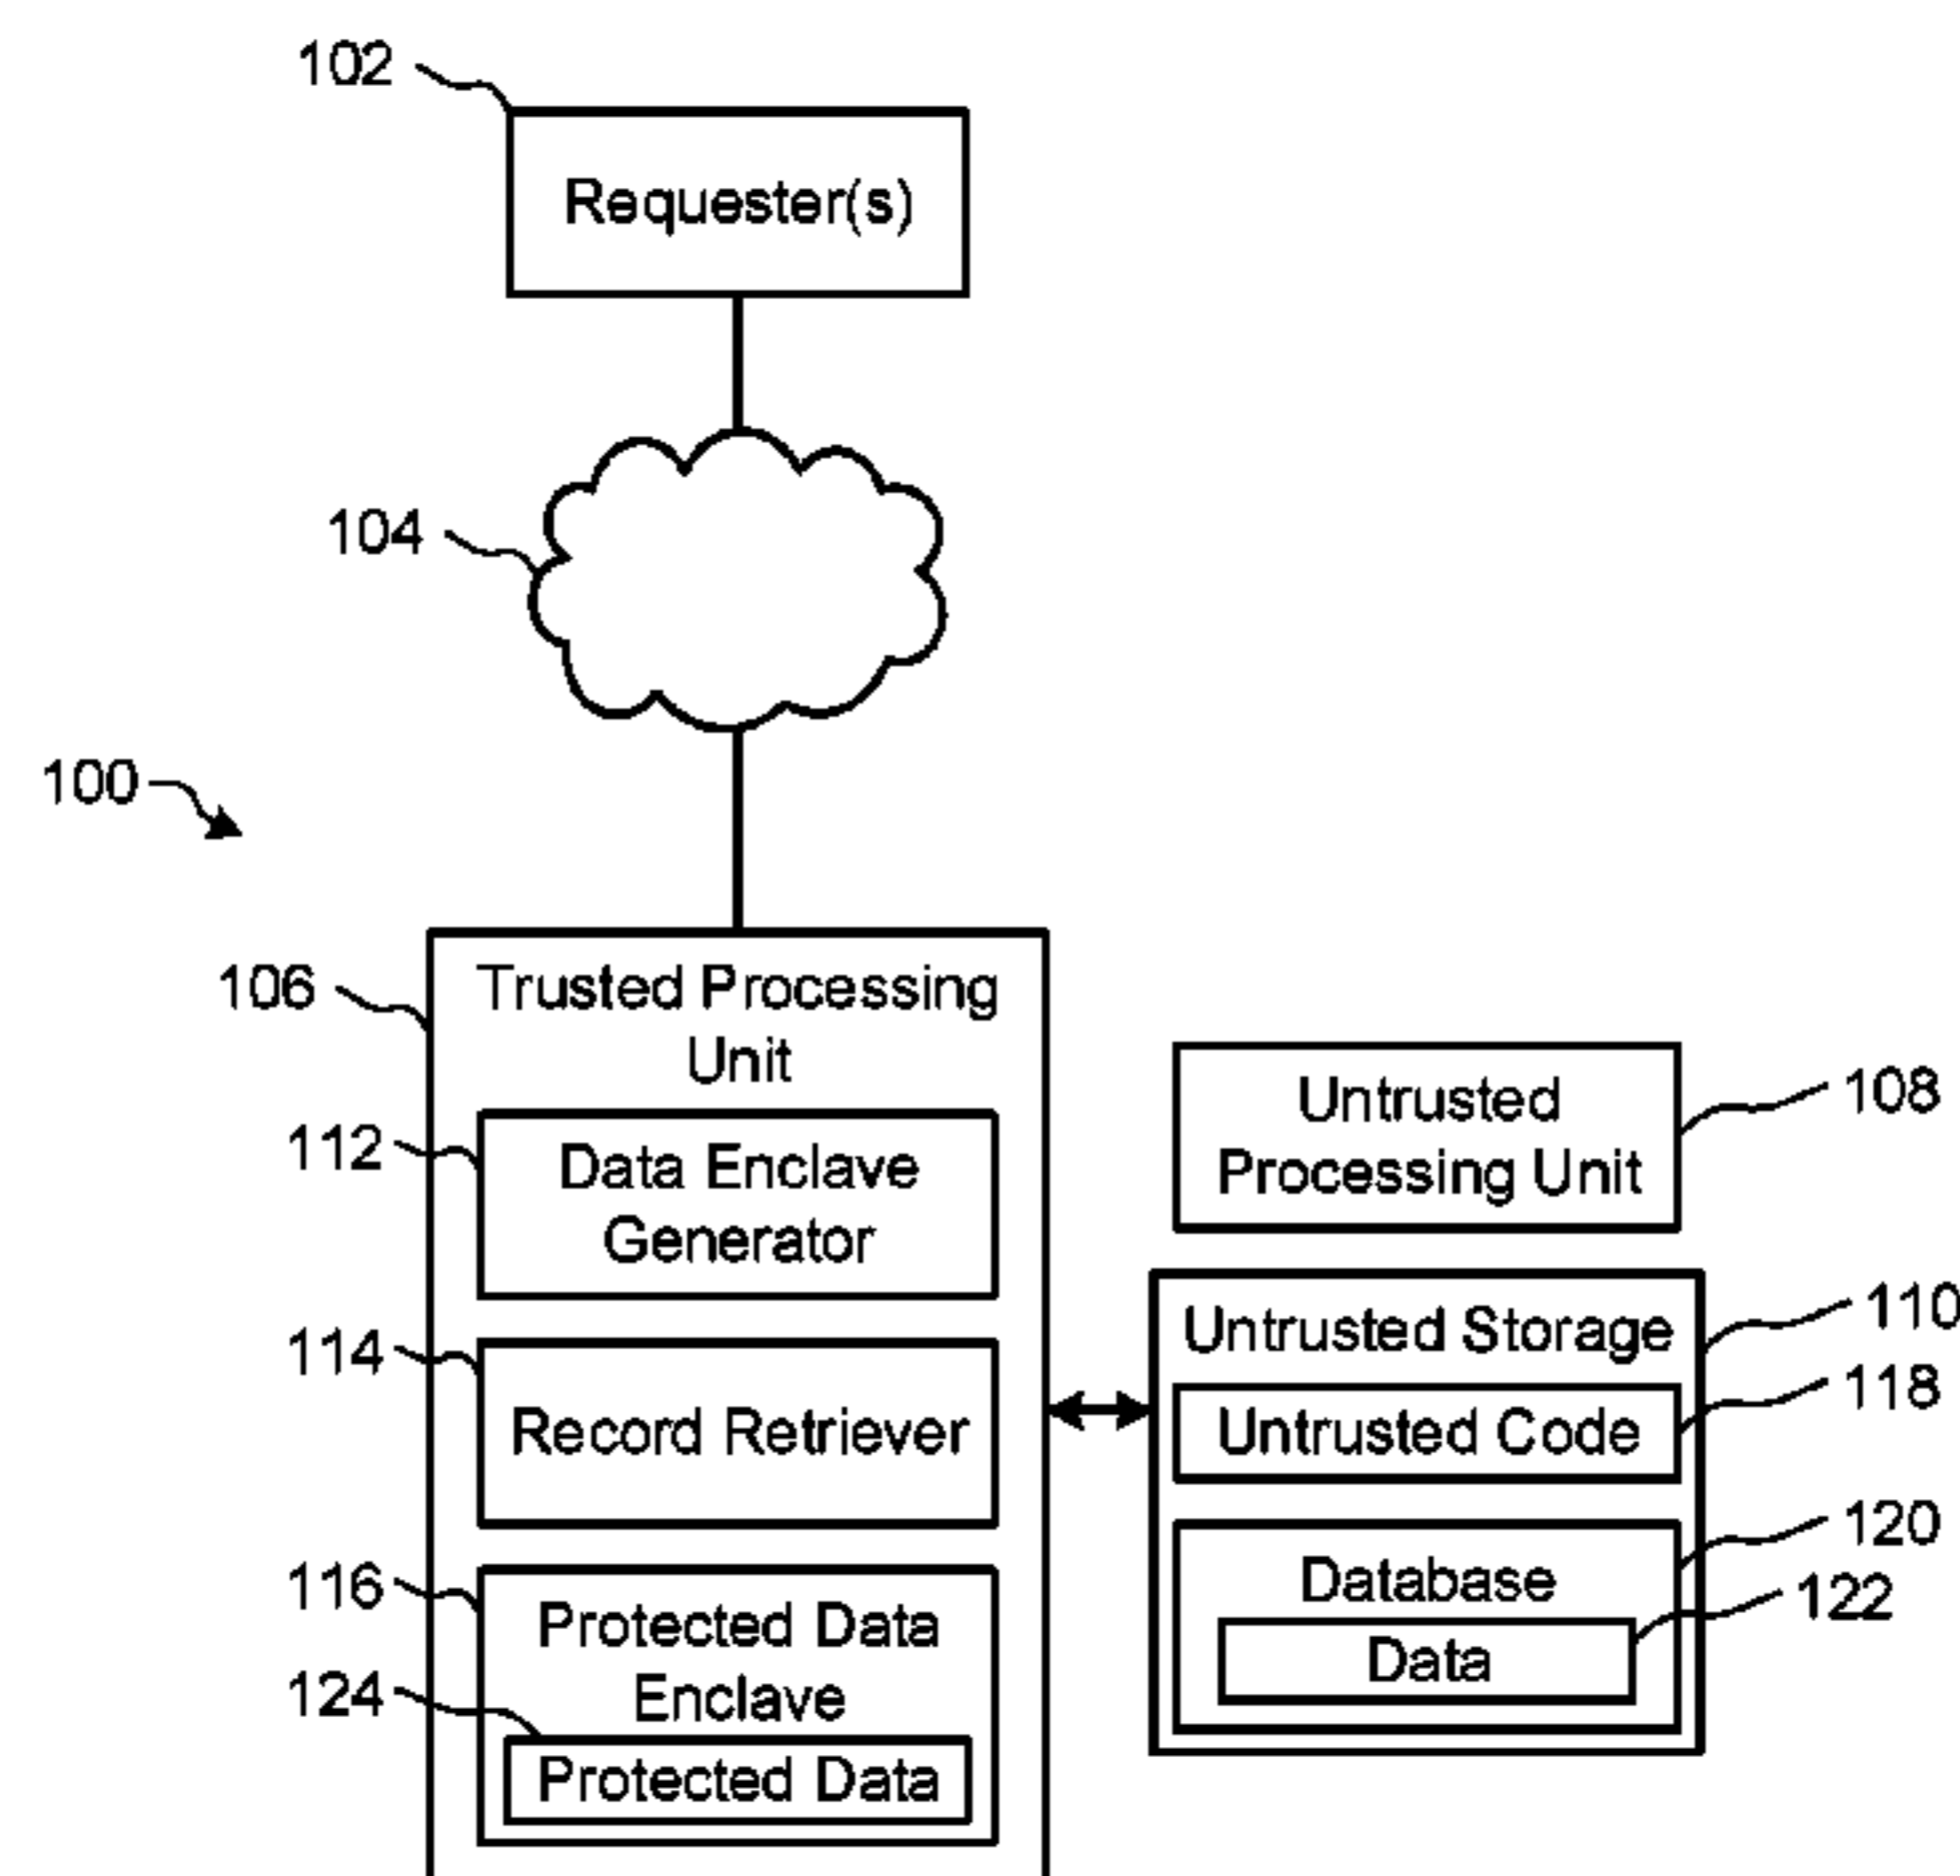 102
Requester(s)
104
100
106
Trusted Processing
Unit
112
Data Enclave
Generator
114
Record Retriever
116
Protected Data
Enclave
124
Protected Data
Untrusted
Processing Unit
108
Untrusted Storage
110
Untrusted Code
118
Database
120
Data
122